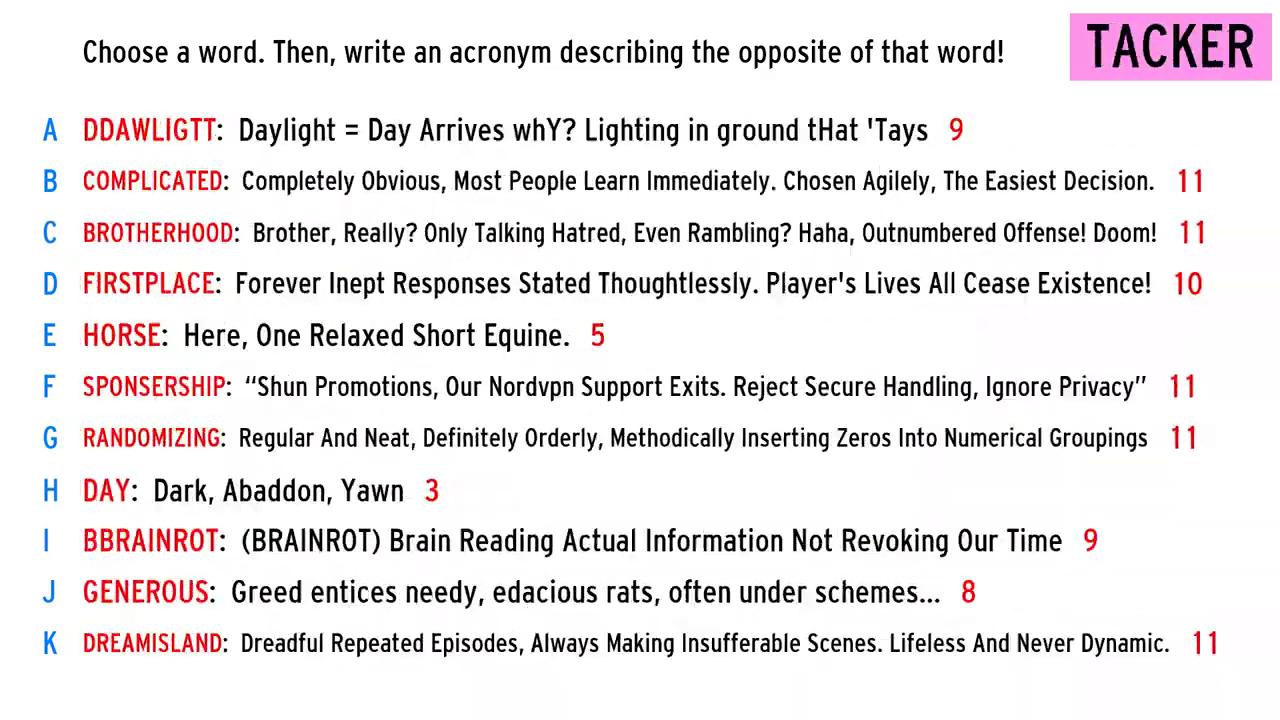 Choose a word. Then, write an acronym describing the opposite of that word!
TACKER
A DDAWLIGTT: Daylight = Day Arrives whY? Lighting in ground tHat 'Tays 9
B COMPLICATED: Completely Obvious, Most People Learn Immediately. Chosen Agilely, The Easiest Decision. 11
C BROTHERHOOD: Brother, Really? Only Talking Hatred, Even Rambling? Haha, Outnumbered Offense! Doom! 11
D FIRSTPLACE: Forever Inept Responses Stated Thoughtlessly. Player's Lives All Cease Existence! 10
E HORSE: Here, One Relaxed Short Equine. 5
F SPONSERSHIP: “Shun Promotions, Our Nordvpn Support Exits. Reject Secure Handling, Ignore Privacy” 11
G RANDOMIZING: Regular And Neat, Definitely Orderly, Methodically Inserting Zeros Into Numerical Groupings 11
H DAY: Dark, Abaddon, Yawn 3
I BBRAINROT: (BRAINROT) Brain Reading Actual Information Not Revoking Our Time 9
J GENEROUS: Greed entices needy, edacious rats, often under schemes... 8
K DREAMISLAND: Dreadful Repeated Episodes, Always Making Insufferable Scenes. Lifeless And Never Dynamic. 11